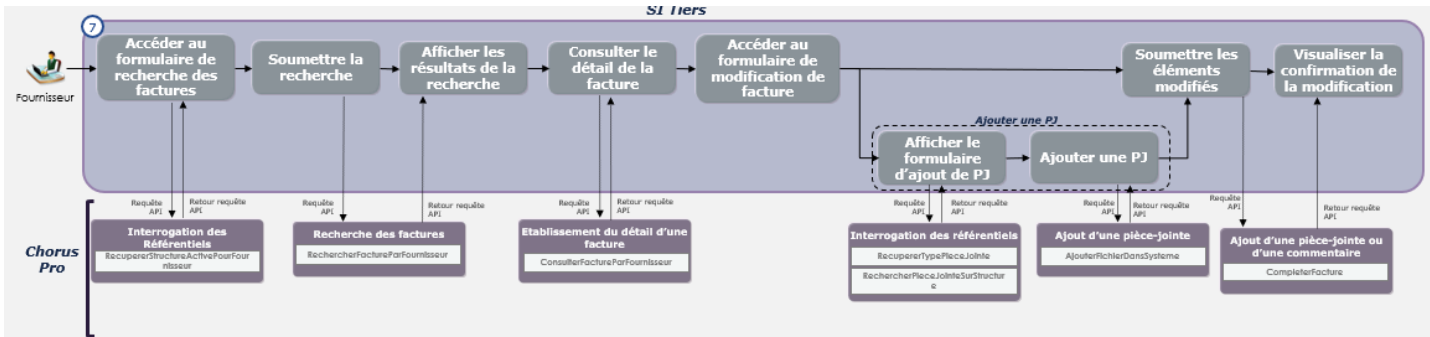 SI Tiers
7
Fournisseur
Accéder au
formulaire de
recherche des
factures
Soumettre la
recherche
Afficher les
résultats de la
recherche
Consulter le
détail de la
facture
Accéder au
formulaire de
modification de
facture
Soumettre les
éléments
modifiés
Visualiser la
confirmation de
la modification
Ajouter une PJ
Afficher le
formulaire
d'ajout de PJ
Ajouter une PJ
Requête
API
Retour requête
API
Requête
API
Retour requête
API
Requête
API
Retour requête
API
Requête
API
Retour requête
API
Requête
API
Retour requête
API
Requête
API
Retour requête
API
Chorus
Pro
Interrogation des
Référentiels
RecupererStructureActivePourFour
nisseur
Recherche des factures
RechercherFactureParFournisseur
Etablissement du détail d'une
facture
ConsulterFactureParFournisseur
Interrogation des référentiels
RecupererTypePieceJointe
RechercherPieceJointeSurStructur
e
Ajout d'une pièce-jointe
AjouterFichierDansSysteme
Ajout d'une pièce-jointe ou
d'une commentaire
CompleterFacture